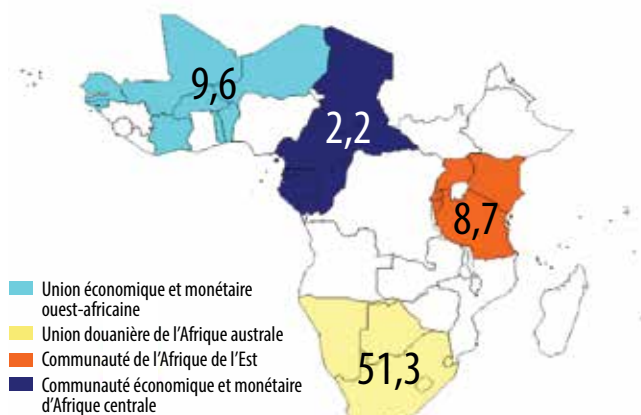 9,6
2,2
8,7
51,3
Union économique et monétaire
ouest-africaine
Union douanière de l’Afrique australe
Communauté de l’Afrique de l’Est
Communauté économique et monétaire
d’Afrique centrale